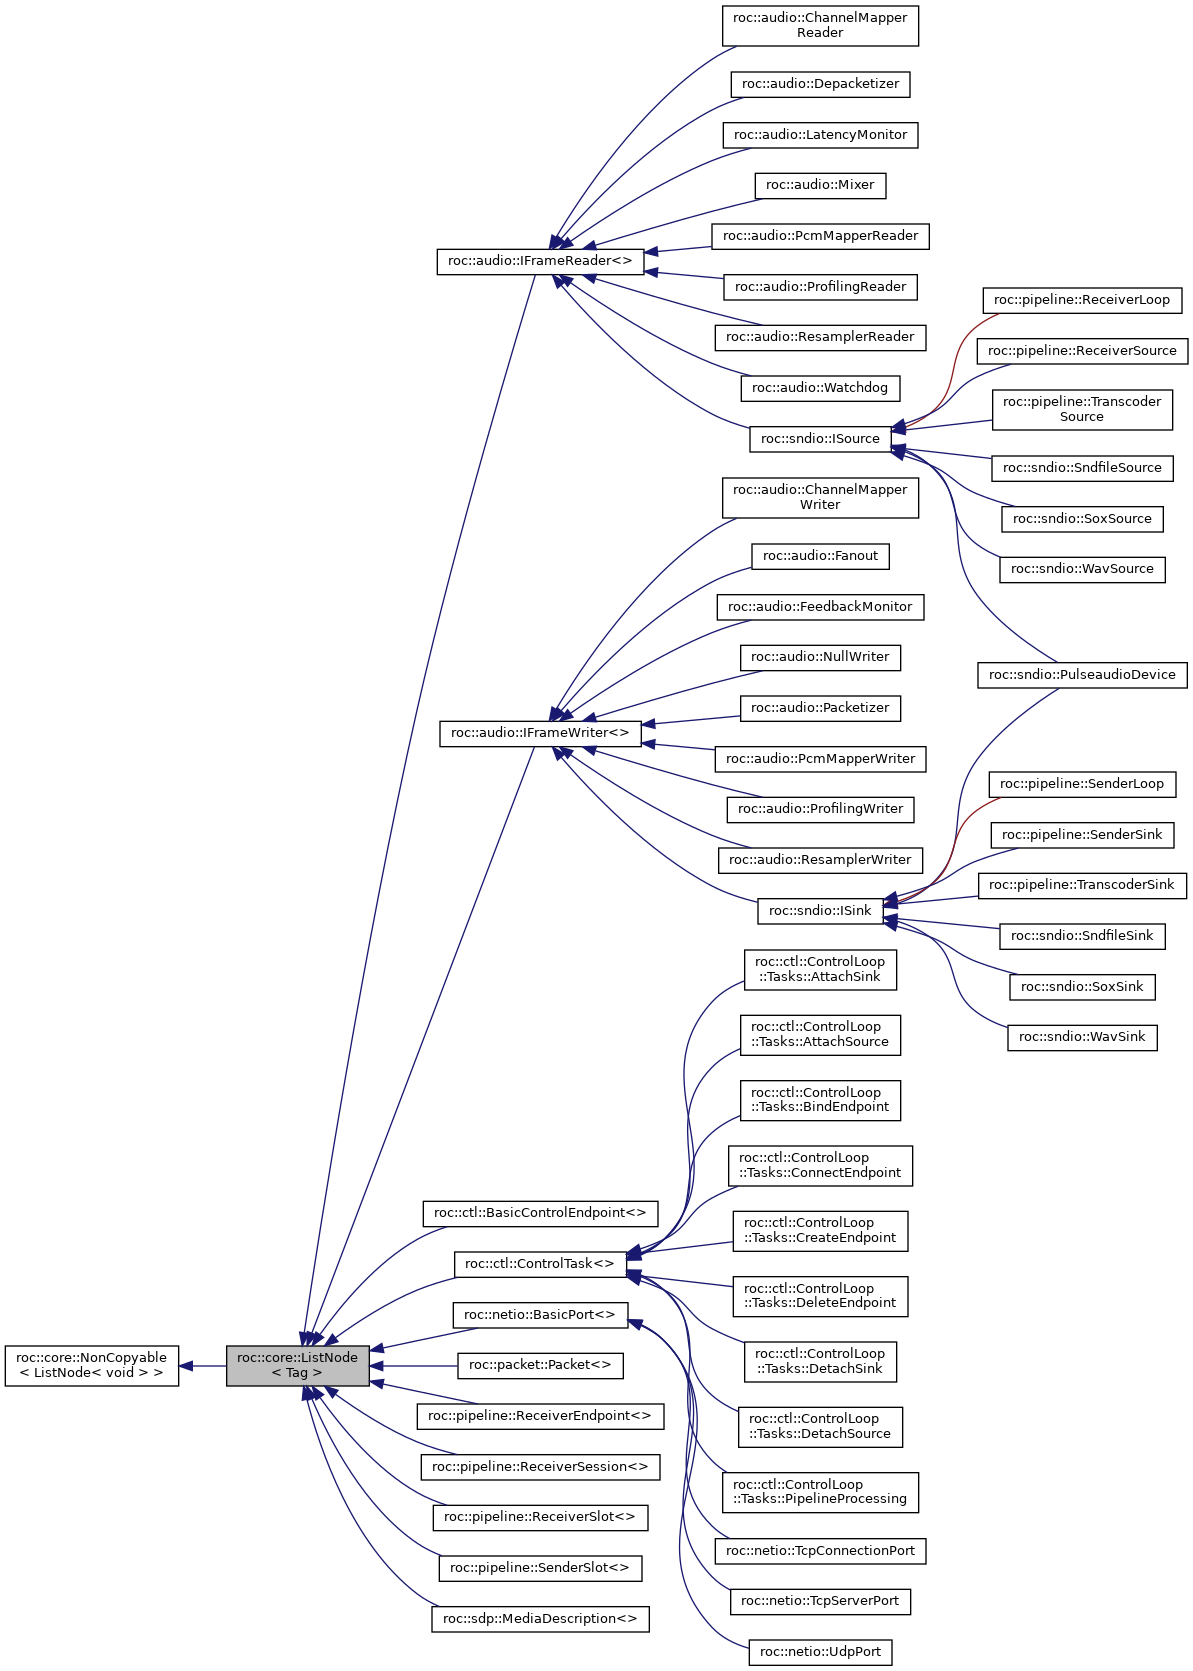 roc::audio::ChannelMapper
Reader
roc::audio::Depacketizer
roc::audio::LatencyMonitor
roc::audio::Mixer
roc::audio::PcmMapperReader
roc::audio::IFrameReader<>
roc::audio::ProfilingReader
roc::pipeline::ReceiverLoop
roc::audio::ResamplerReader
roc::pipeline::ReceiverSource
roc::audio::Watchdog
roc::pipeline::Transcoder
Source
roc::sndio::ISource
roc::sndio::SndfileSource
roc::audio::ChannelMapper
Writer
roc::sndio::SoxSource
roc::audio::Fanout
roc::sndio::WavSource
roc::audio::FeedbackMonitor
roc::audio::NullWriter
roc::sndio::PulseaudioDevice
roc::audio::Packetizer
roc::audio::IFrameWriter<>
roc::audio::PcmMapperWriter
roc::pipeline::SenderLoop
roc::audio::ProfilingWriter
roc::pipeline::SenderSink
roc::audio::ResamplerWriter
roc::pipeline::TranscoderSink
roc::sndio::ISink
roc::sndio::SndfileSink
roc::ctl::ControlLoop
::Tasks::AttachSink
roc::sndio::SoxSink
roc::ctl::ControlLoop
::Tasks::AttachSource
roc::sndio::WavSink
roc::ctl::ControlLoop
::Tasks::BindEndpoint
roc::ctl::ControlLoop
::Tasks::ConnectEndpoint
roc::ctl::BasicControlEndpoint<>
roc::ctl::ControlLoop
::Tasks::CreateEndpoint
roc::ctl::ControlTask<>
roc::ctl::ControlLoop
::Tasks::DeleteEndpoint
roc::netio::BasicPort<>
roc::core::NonCopyable
< ListNode< void > >
roc::core::ListNode
< Tag >
roc::packet::Packet<>
roc::ctl::ControlLoop
::Tasks::DetachSink
roc::pipeline::ReceiverEndpoint<>
roc::ctl::ControlLoop
::Tasks::DetachSource
roc::pipeline::ReceiverSession<>
roc::ctl::ControlLoop
::Tasks::PipelineProcessing
roc::pipeline::ReceiverSlot<>
roc::netio::TcpConnectionPort
roc::pipeline::SenderSlot<>
roc::netio::TcpServerPort
roc::sdp::MediaDescription<>
roc::netio::UdpPort